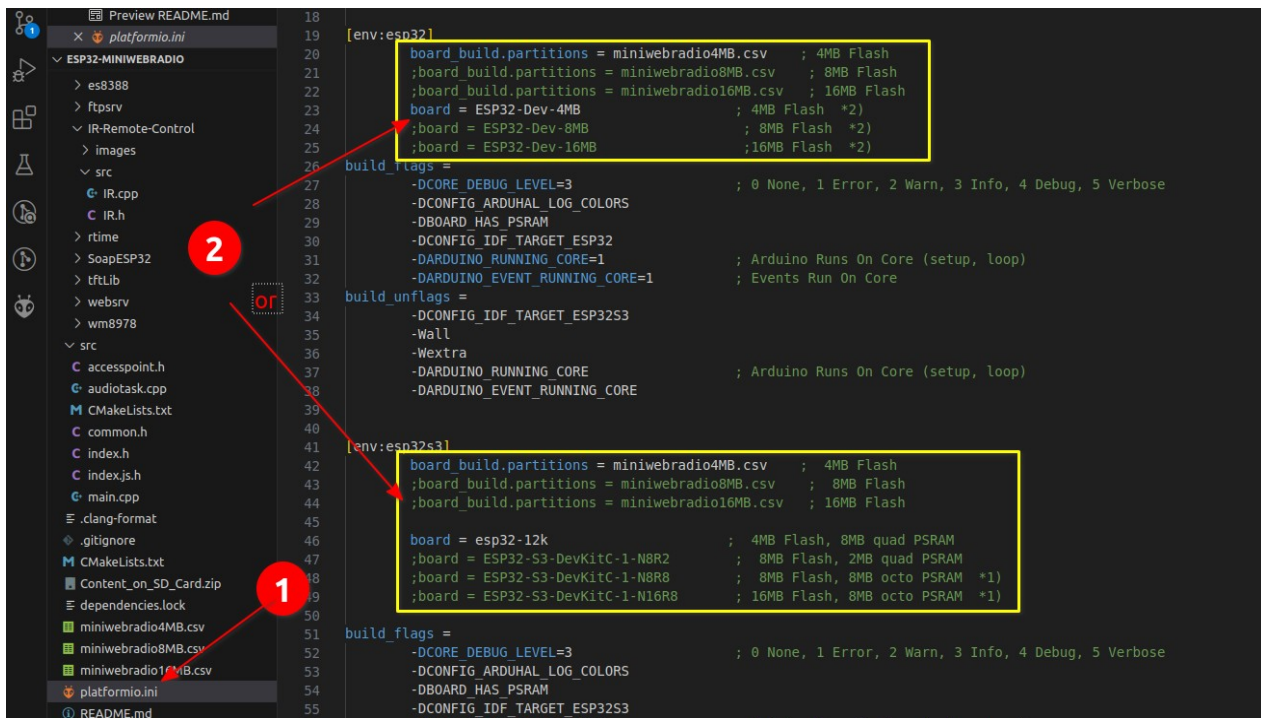 Preview README.md
platformio.ini
ESP32-MINIWEBRADIO
es8388
ftpsrv
IR-Remote-Control
images
src
IR.cpp
IR.h
rtime
SoapESP32
tftLib
websrv
wm8978
src
accesspoint.h
audiotask.cpp
CMakeLists.txt
common.h
index.h
index.js.h
main.cpp
.clang-format
.gitignore
CMakeLists.txt
Content_on_SD_Card.zip
dependencies.lock
miniwebradio4MB.csv
miniwebradio8MB.csv
miniwebradio16MB.csv
platformio.ini
README.md
1
2
or
1
18
19 [env:esp32]
20 board_build.partitions = miniwebradio4MB.csv ; 4MB Flash
21 ;board_build.partitions = miniwebradio8MB.csv ; 8MB Flash
22 ;board_build.partitions = miniwebradio16MB.csv ; 16MB Flash
23 board = ESP32-Dev-4MB ; 4MB Flash *2)
24 ;board = ESP32-Dev-8MB ; 8MB Flash *2)
25 ;board = ESP32-Dev-16MB ;16MB Flash *2)
26 build_flags =
27 -DCORE_DEBUG_LEVEL=3 ; 0 None, 1 Error, 2 Warn, 3 Info, 4 Debug, 5 Verbose
28 -DCONFIG_ARDUHAL_LOG_COLORS
29 -DBOARD_HAS_PSRAM
30 -DCONFIG_IDF_TARGET_ESP32
31 -DARDUINO_RUNNING_CORE=1 ; Arduino Runs On Core (setup, loop)
32 -DARDUINO_EVENT_RUNNING_CORE=1 ; Events Run On Core
33 build_unflags =
34 -DCONFIG_IDF_TARGET_ESP32S3
35 -Wall
36 -Wextra
37 -DARDUINO_RUNNING_CORE ; Arduino Runs On Core (setup, loop)
38 -DARDUINO_EVENT_RUNNING_CORE
39
40
41 [env:esp32s3]
42 board_build.partitions = miniwebradio4MB.csv ; 4MB Flash
43 ;board_build.partitions = miniwebradio8MB.csv ; 8MB Flash
44 ;board_build.partitions = miniwebradio16MB.csv ; 16MB Flash
45
46 board = esp32-12k ; 4MB Flash, 8MB quad PSRAM
47 ;board = ESP32-S3-DevKitC-1-N8R2 ; 8MB Flash, 2MB quad PSRAM
48 ;board = ESP32-S3-DevKitC-1-N8R8 ; 8MB Flash, 8MB octo PSRAM *1)
49 ;board = ESP32-S3-DevKitC-1-N16R8 ; 16MB Flash, 8MB octo PSRAM *1)
50
51 build_flags =
52 -DCORE_DEBUG_LEVEL=3 ; 0 None, 1 Error, 2 Warn, 3 Info, 4 Debug, 5 Verbose
53 -DCONFIG_ARDUHAL_LOG_COLORS
54 -DBOARD_HAS_PSRAM
55 -DCONFIG_IDF_TARGET_ESP32S3